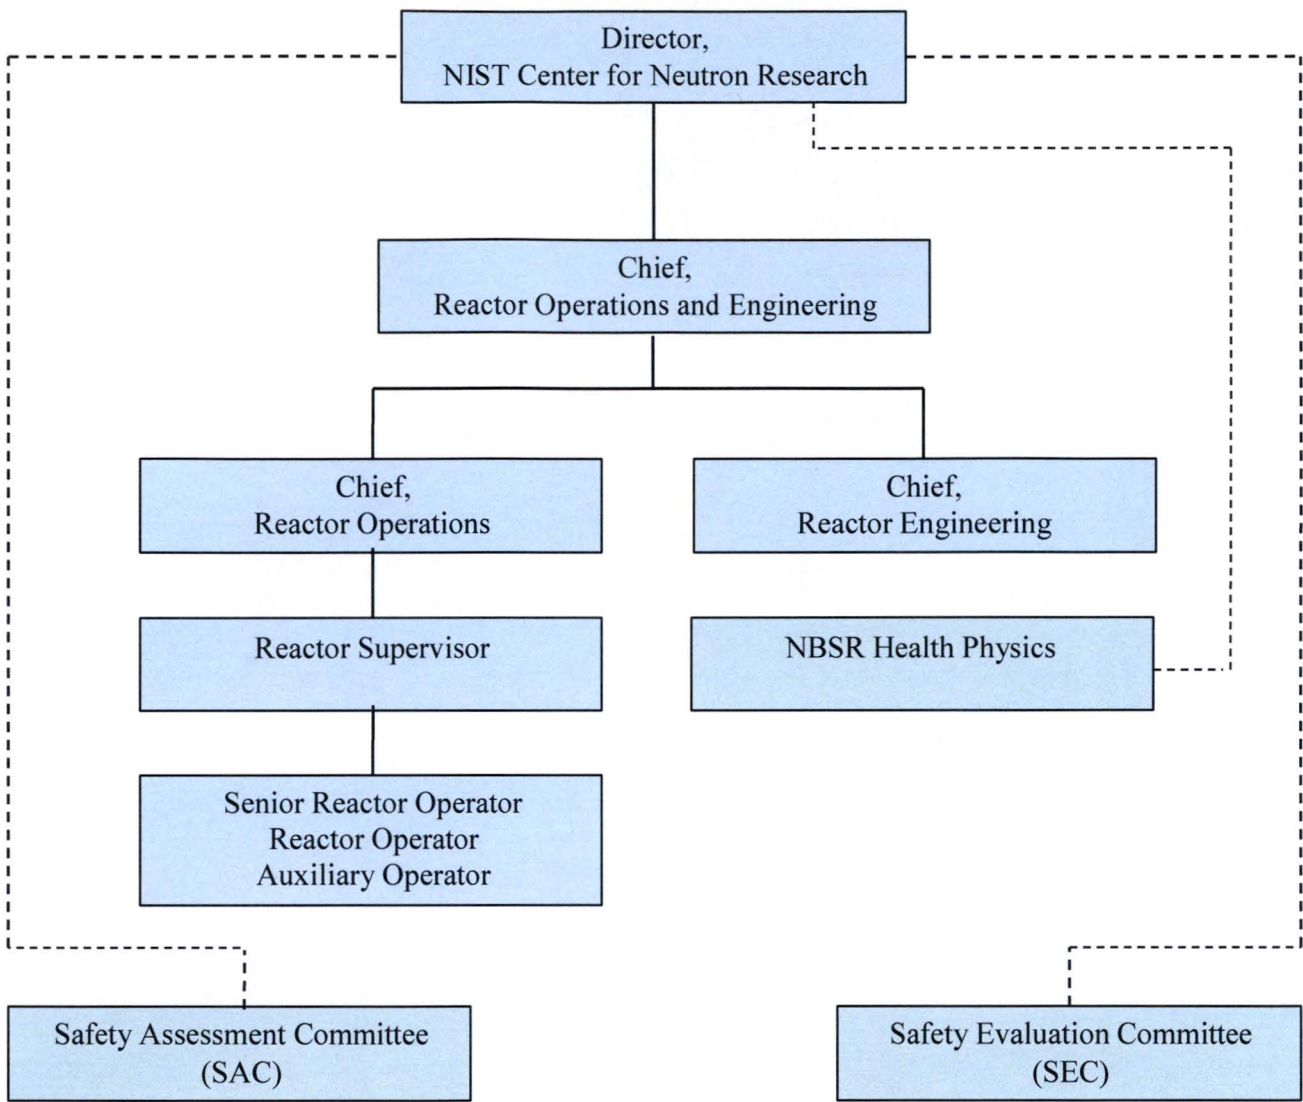 Director,
NIST Center for Neutron Research
Chief,
Reactor Operations and Engineering
Chief,
Reactor Operations
Chief,
Reactor Engineering
Reactor Supervisor
NBSR Health Physics
Senior Reactor Operator
Reactor Operator
Auxiliary Operator
Safety Assessment Committee
(SAC)
Safety Evaluation Committee
(SEC)